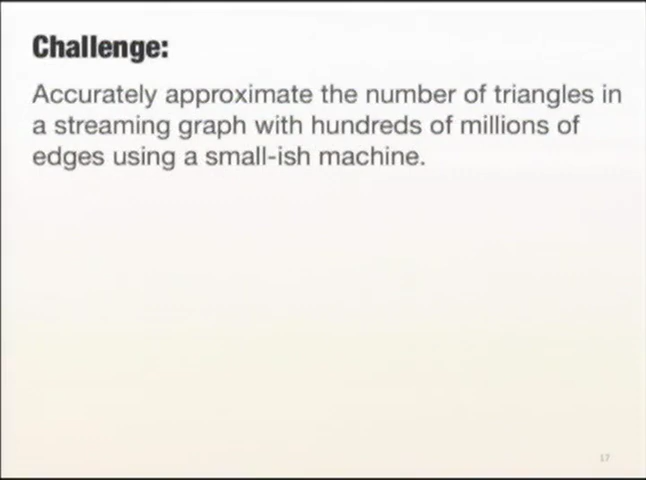 Challenge:
Accurately approximate the number of triangles in
a streaming graph with hundreds of millions of
edges using a small-ish machine.
17